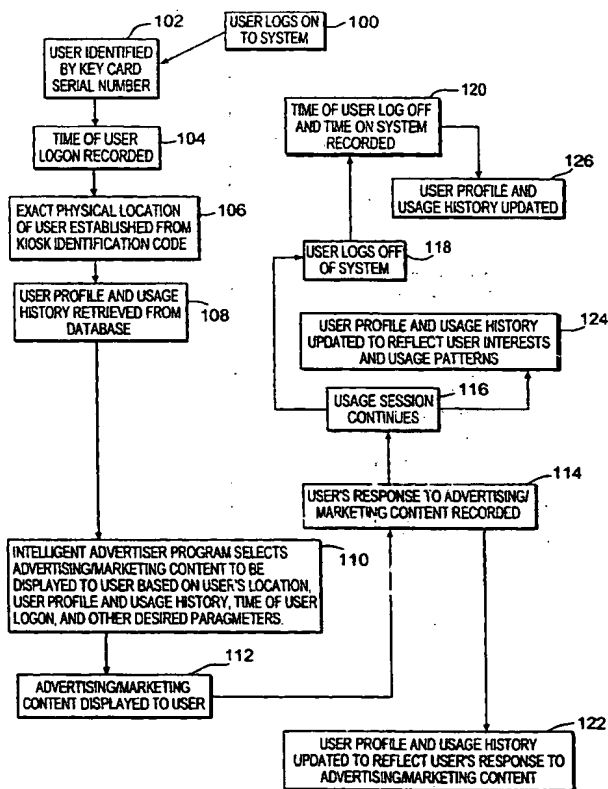 100
USER LOGS ON
TO SYSTEM
102
USER IDENTIFIED
BY KEY CARD
SERIAL NUMBER
104
TIME OF USER
LOGON RECORDED
106
EXACT PHYSICAL LOCATION
OF USER ESTABLISHED FROM
KIOSK IDENTIFICATION CODE
108
USER PROFILE AND USAGE
HISTORY RETRIEVED FROM
DATABASE
110
INTELLIGENT ADVERTISER PROGRAM SELECTS
ADVERTISING/MARKETING CONTENT TO BE
DISPLAYED TO USER BASED ON USER'S LOCATION,
USER PROFILE AND USAGE HISTORY, TIME OF USER
LOGON, AND OTHER DESIRED PARAGMETERS.
112
ADVERTISING/MARKETING
CONTENT DISPLAYED TO USER
114
USER'S RESPONSE TO ADVERTISING/
MARKETING CONTENT RECORDED
116
USAGE SESSION
CONTINUES
118
USER LOGS OFF
OF SYSTEM
120
TIME OF USER LOG OFF
AND TIME ON SYSTEM
RECORDED
126
USER PROFILE AND
USAGE HISTORY UPDATED
124
USER PROFILE AND USAGE HISTORY
UPDATED TO REFLECT USER INTERESTS
AND USAGE PATTERNS
122
USER PROFILE AND USAGE HISTORY
UPDATED TO REFLECT USER'S RESPONSE TO
ADVERTISING/MARKETING CONTENT